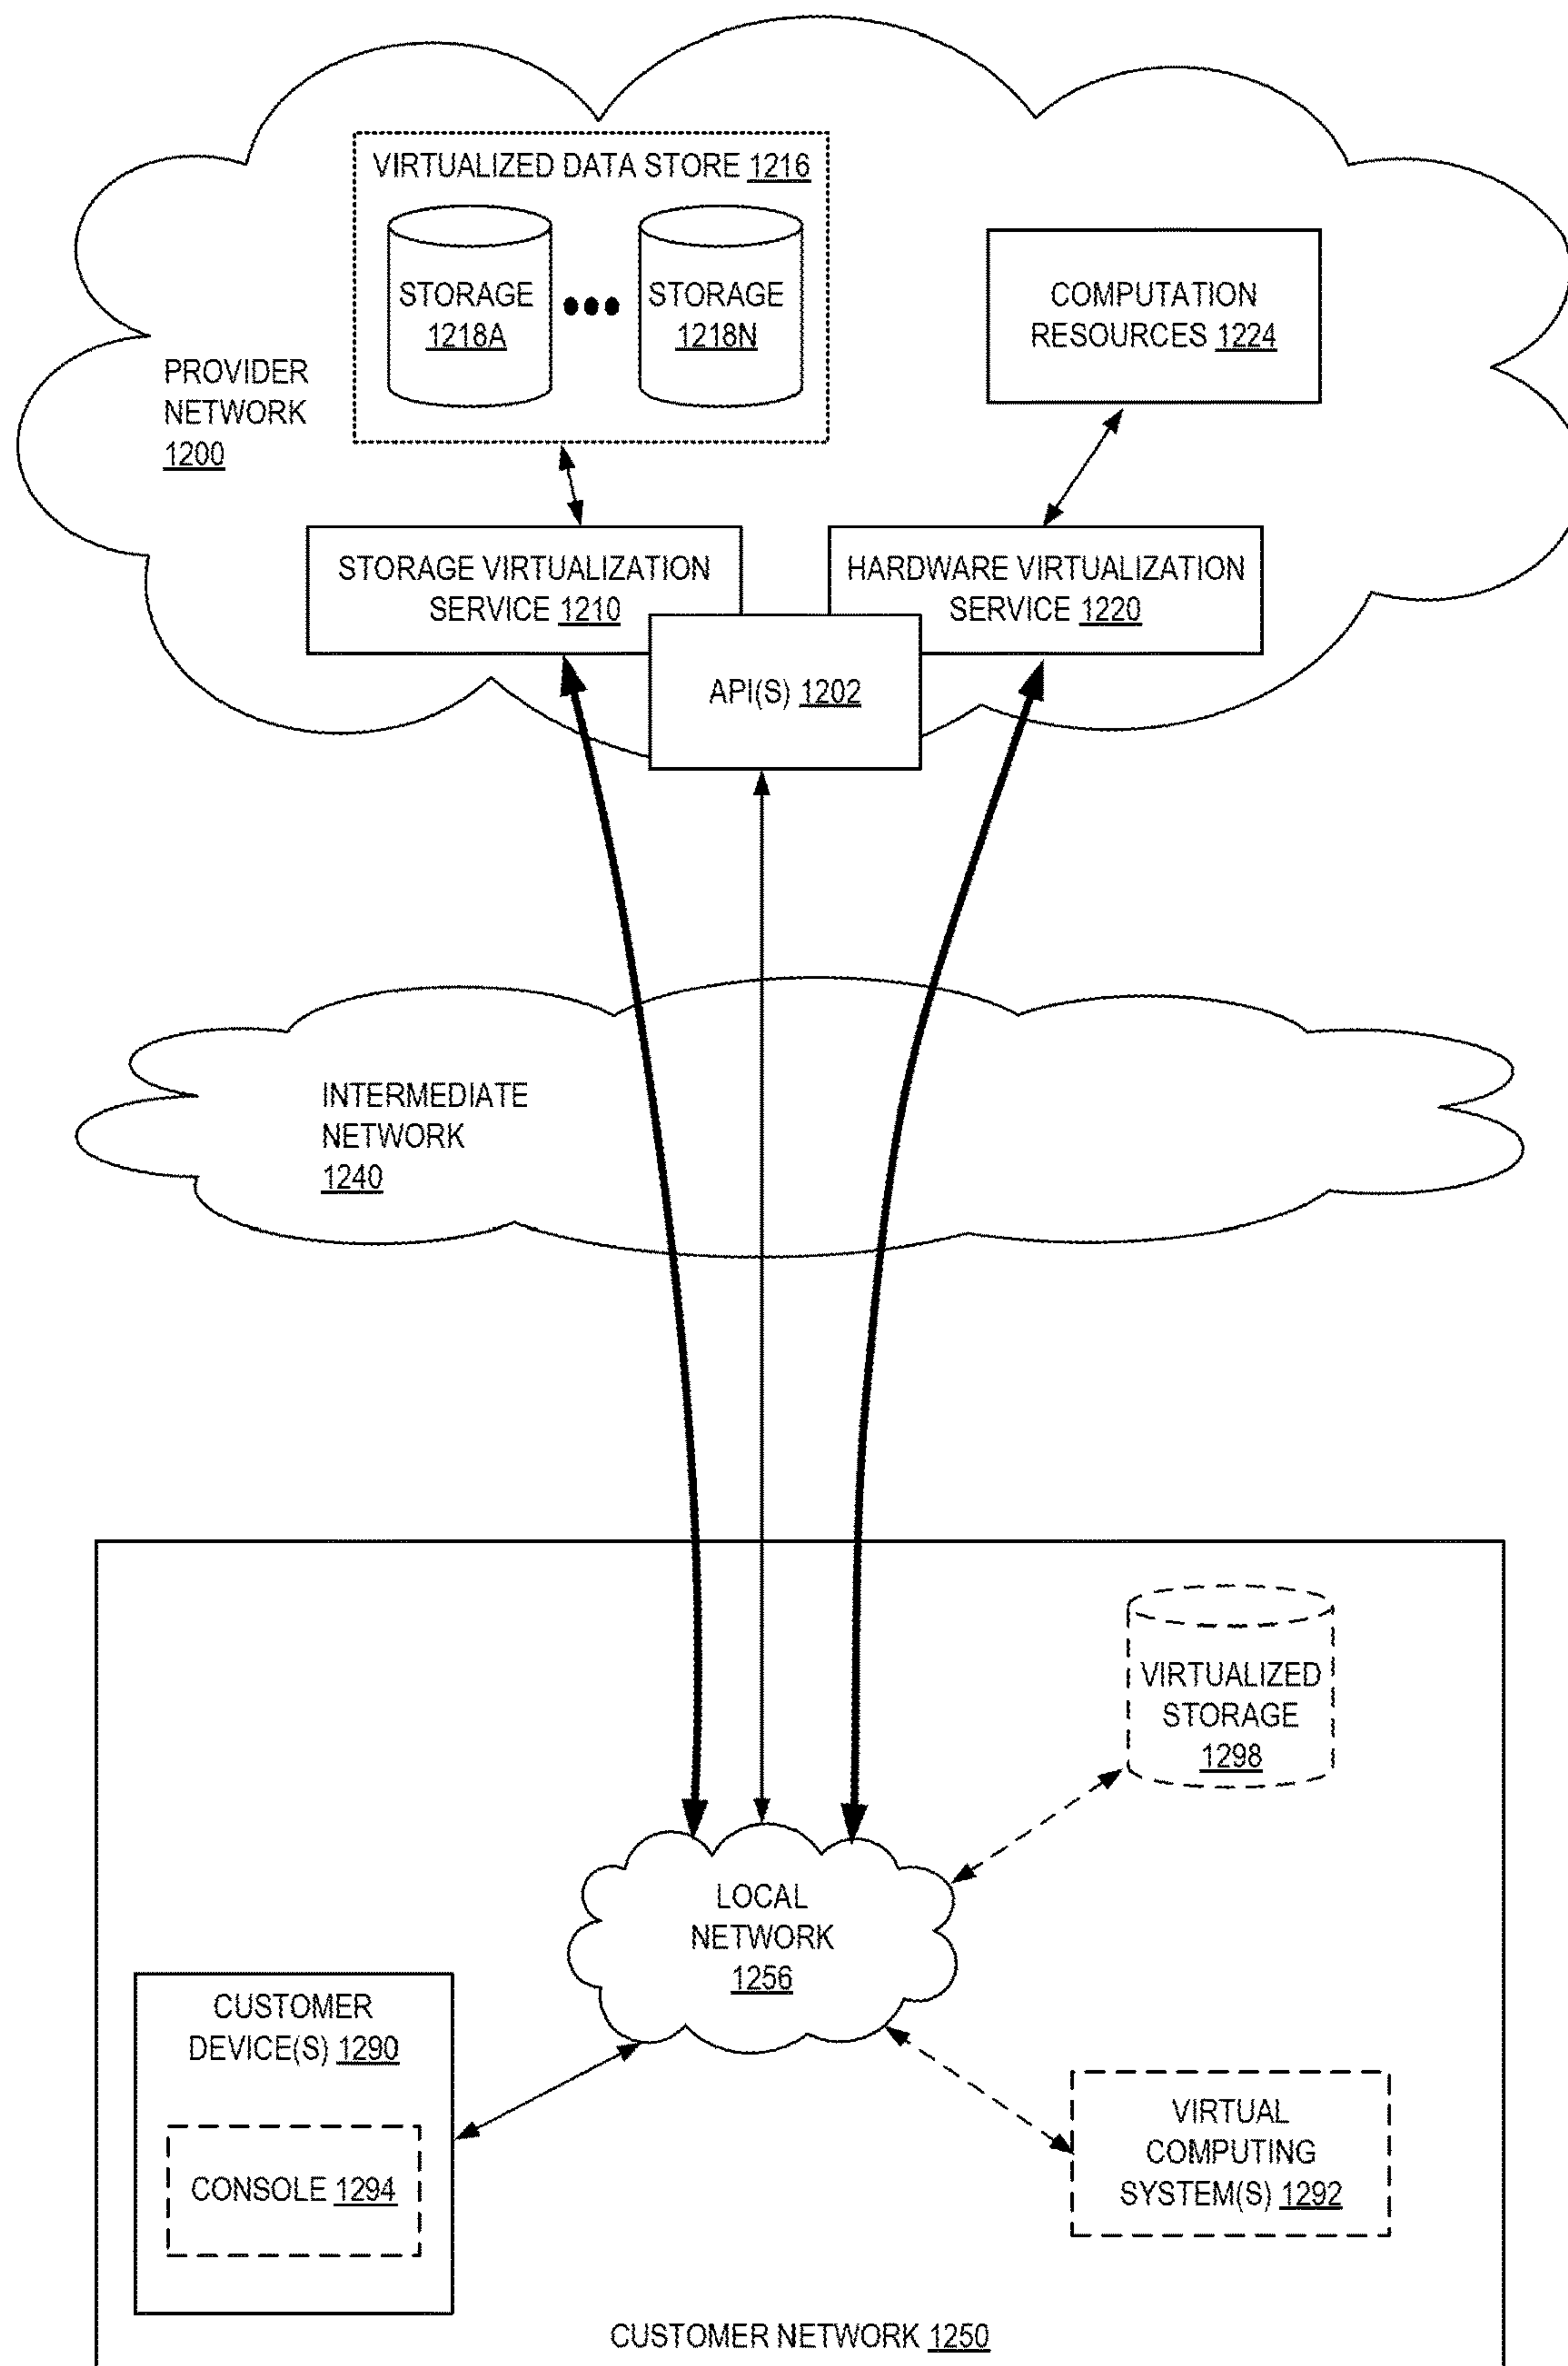 VIRTUALIZED DATA STORE 1216
STORAGE
1218A
STORAGE
1218N
COMPUTATION
RESOURCES 1224
PROVIDER
NETWORK
1200
STORAGE VIRTUALIZATION
SERVICE 1210
HARDWARE VIRTUALIZATION
SERVICE 1220
API(S) 1202
INTERMEDIATE
NETWORK
1240
VIRTUALIZED
STORAGE
1298
LOCAL
NETWORK
1256
CUSTOMER
DEVICE(S) 1290
CONSOLE 1294
VIRTUAL
COMPUTING
SYSTEM(S) 1292
CUSTOMER NETWORK 1250